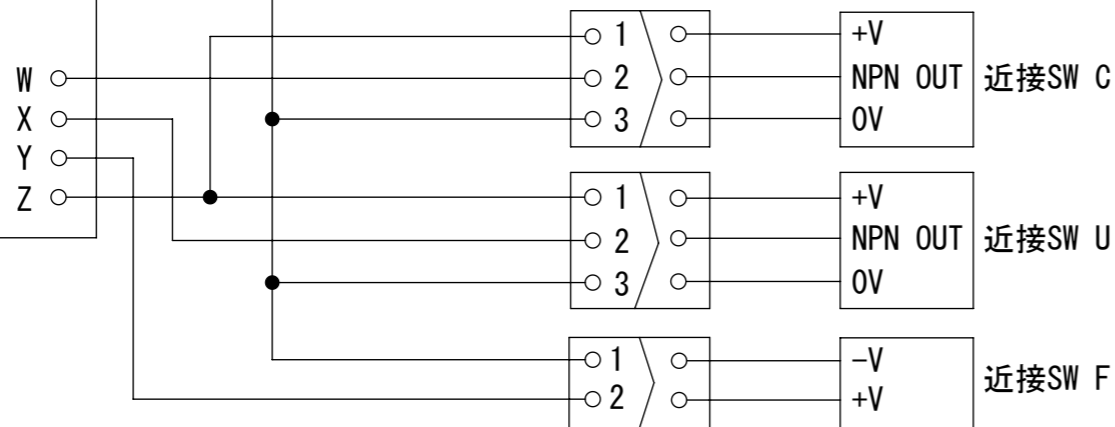 W
X
Y
Z
1 +V
2 NPN OUT 近接SW C
3 0V
1 +V
2 NPN OUT 近接SW U
3 0V
1 -V
近接SW F
2 +V